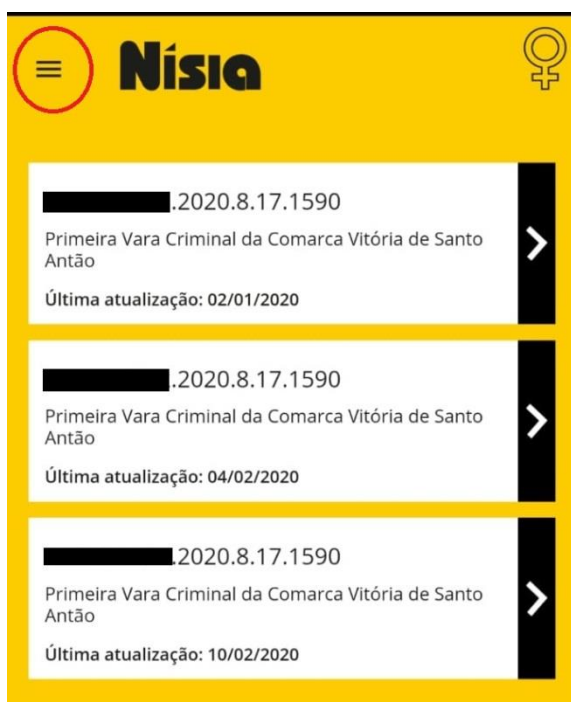 Nísia
.2020.8.17.1590
Primeira Vara Criminal da Comarca Vitória de Santo
Antão
Última atualização: 02/01/2020
.2020.8.17.1590
Primeira Vara Criminal da Comarca Vitória de Santo
Antão
Última atualização: 04/02/2020
.2020.8.17.1590
Primeira Vara Criminal da Comarca Vitória de Santo
Antão
Última atualização: 10/02/2020